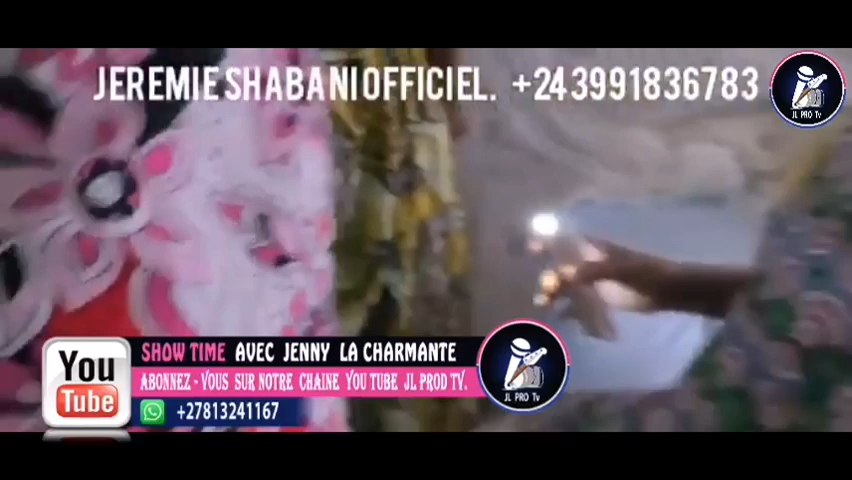 JEREMIE SHABANI OFFICIEL. +243991836783
JL PRO Tv
You
Tube
SHOW TIME AVEC JENNY LA CHARMANTE
ABONNEZ - VOUS SUR NOTRE CHAINE YOU TUBE JL PROD TV.
+27813241167
JL PRO Tv